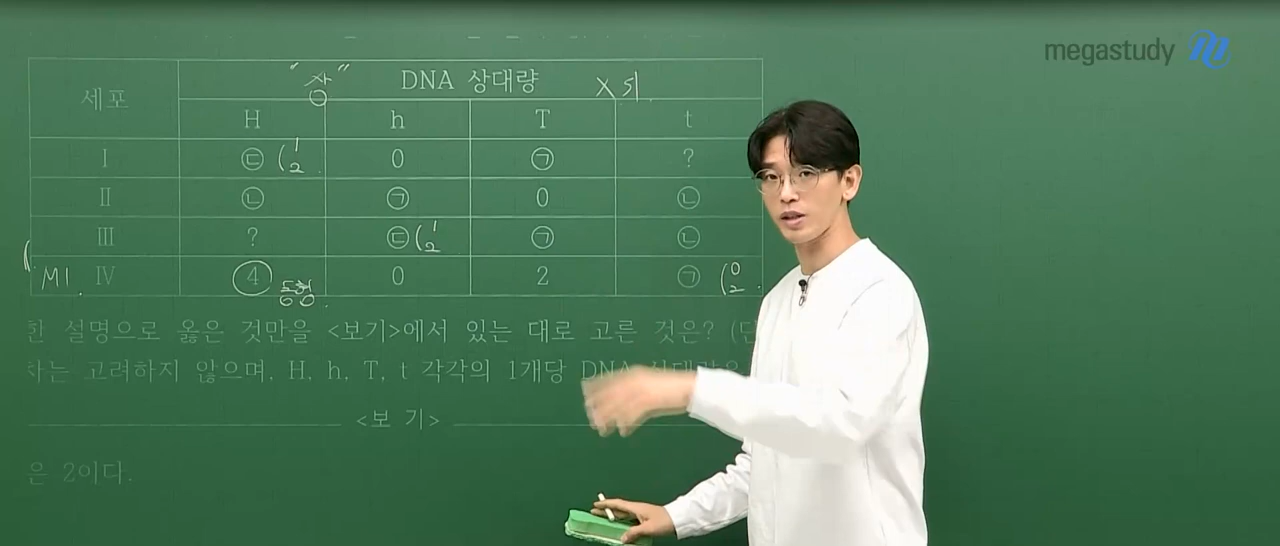 megastudy
"상" DNA 상대량 X 의
세포 H h T t
Ⅰ ㉢ (1 2 0 ㉠ ?
Ⅱ ㉡ ㉠ 0 ㉡
Ⅲ ? ㉢ (1 2 ㉠ ㉡
M1 Ⅳ 4 동형 0 2 ㉠ (0 2
한 설명으로 옳은 것만을 <보기>에서 있는 대로 고른 것은? (단
차는 고려하지 않으며, H, h, T, t 각각의 1개당 DNA 상대량은
<보 기>
은 2이다.